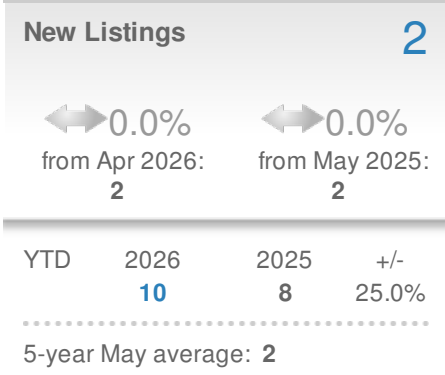 New Listings 2
0.0% 0.0%
from Apr 2026: from May 2025:
2 2
YTD 2026 2025 +/-
10 8 25.0%
5-year May average: 2